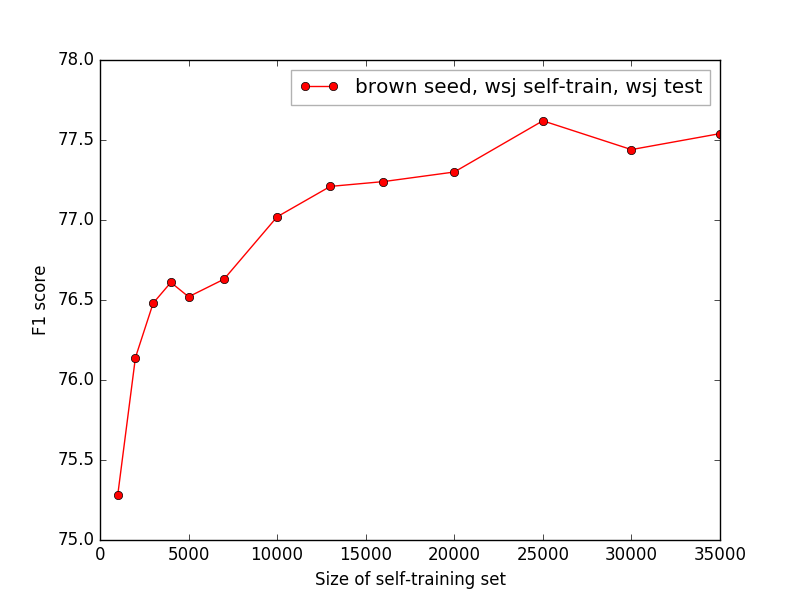 78.0
brown seed, wsj self-train, wsj test
77.5
77.0
76.5
F1 score
76.0
75.5
75.0
0 5000 10000 15000 20000 25000 30000 35000
Size of self-training set